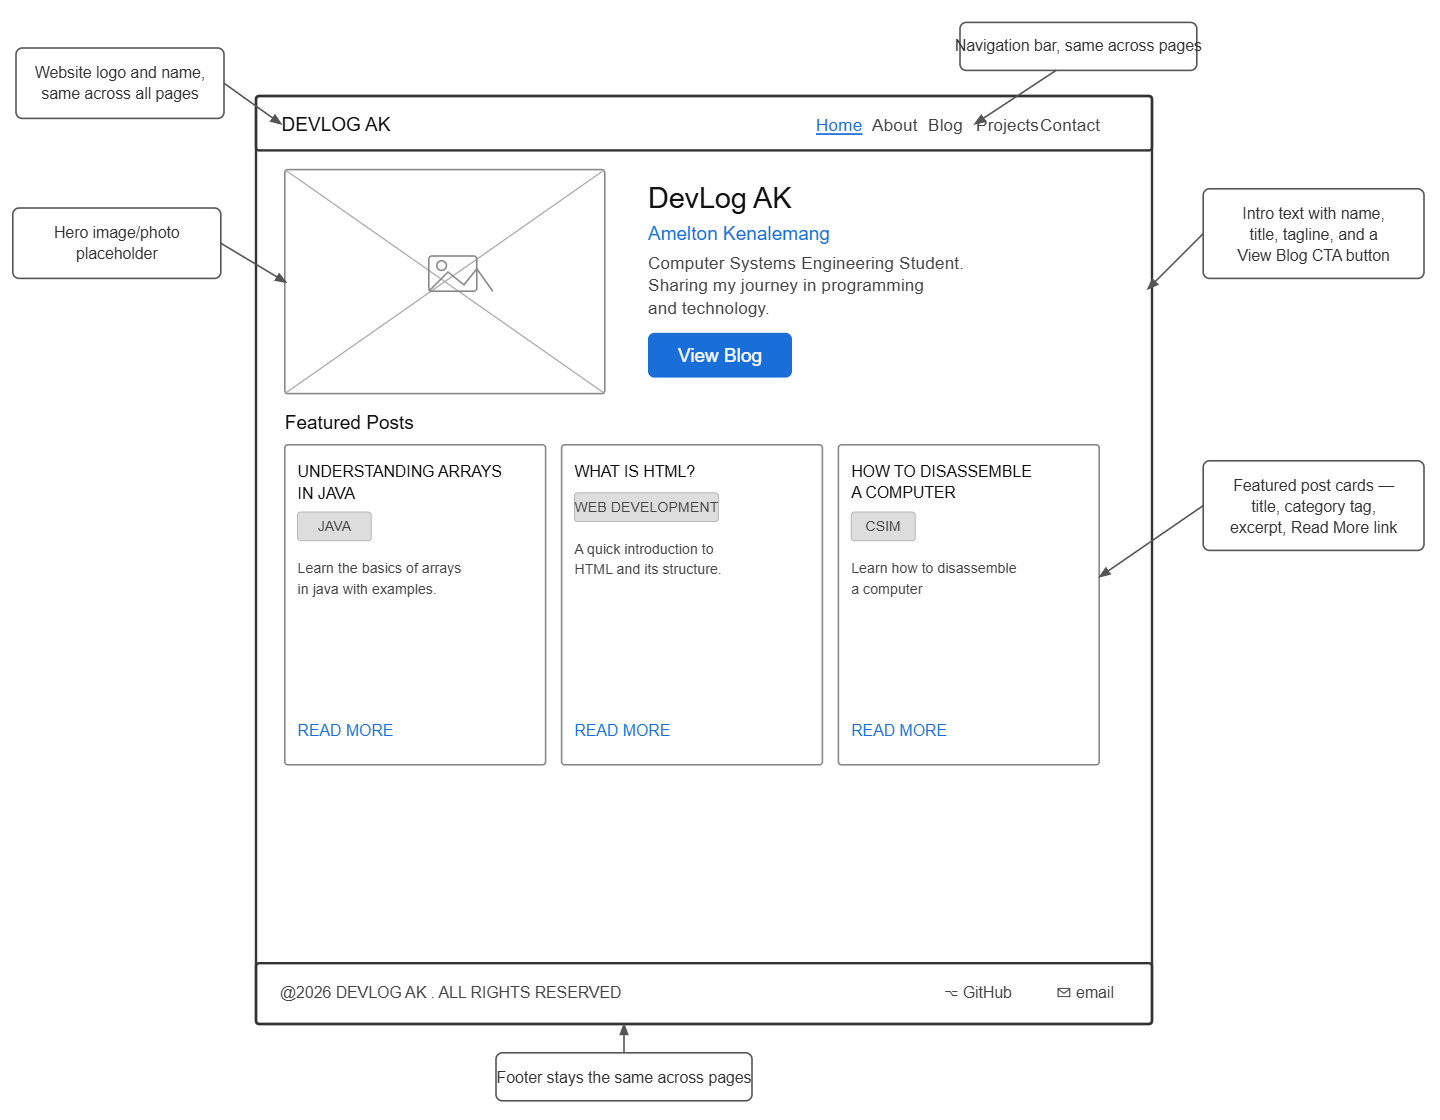 Navigation bar, same across pages
Website logo and name,
same across all pages
DEVLOG AK
Home About Blog Projects Contact
Hero image/photo
placeholder
DevLog AK
Amelton Kenalemang
Computer Systems Engineering Student.
Sharing my journey in programming
and technology.
View Blog
Intro text with name,
title, tagline, and a
View Blog CTA button
Featured Posts
UNDERSTANDING ARRAYS
IN JAVA
JAVA
Learn the basics of arrays
in java with examples.
READ MORE
WHAT IS HTML?
WEB DEVELOPMENT
A quick introduction to
HTML and its structure.
READ MORE
HOW TO DISASSEMBLE
A COMPUTER
CSIM
Learn how to disassemble
a computer
READ MORE
Featured post cards —
title, category tag,
excerpt, Read More link
@2026 DEVLOG AK . ALL RIGHTS RESERVED
GitHub
email
Footer stays the same across pages